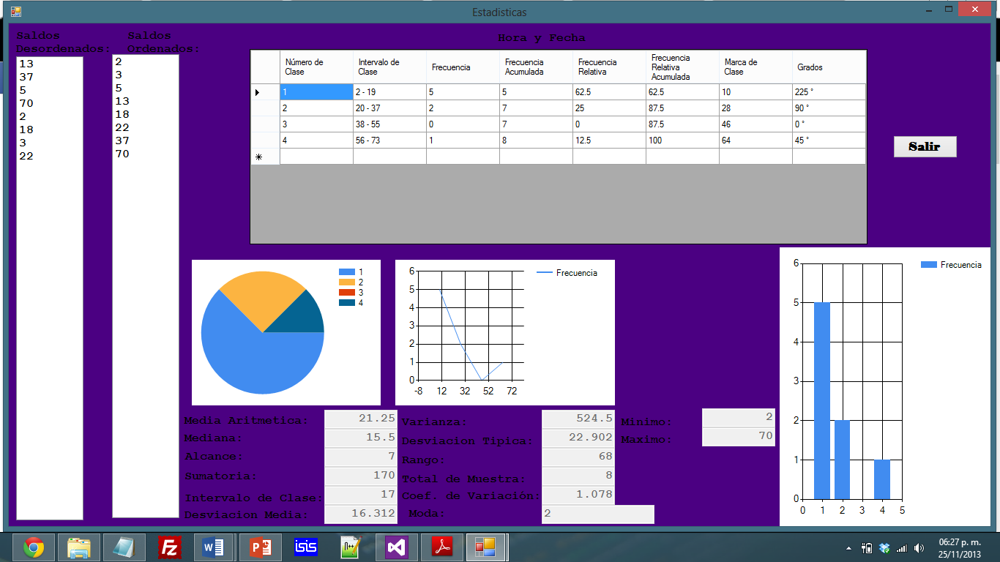 Estadisticas
Saldos Desordenados:
13
37
5
70
2
18
3
22
Saldos Ordenados:
2
3
5
13
18
22
37
70
Hora y Fecha
Número de Clase Intervalo de Clase Frecuencia Frecuencia Acumulada Frecuencia Relativa Frecuencia Relativa Acumulada Marca de Clase Grados
1 2 - 19 5 5 62.5 62.5 10 225 °
2 20 - 37 2 7 25 87.5 28 90 °
3 38 - 55 0 7 0 87.5 46 0 °
4 56 - 73 1 8 12.5 100 64 45 °
Salir
1
2
3
4
6
5
4
3
2
1
0
-8 12 32 52 72
Frecuencia
6
5
4
3
2
1
0
0 1 2 3 4 5
Frecuencia
Media Aritmetica: 21.25
Mediana: 15.5
Alcance: 7
Sumatoria: 170
Intervalo de Clase: 17
Desviacion Media: 16.312
Varianza: 524.5
Desviacion Tipica: 22.902
Rango: 68
Total de Muestra: 8
Coef. de Variación: 1.078
Moda: 2
Minimo: 2
Maximo: 70
Fz
W
P
isis
n++
06:27 p. m.
25/11/2013